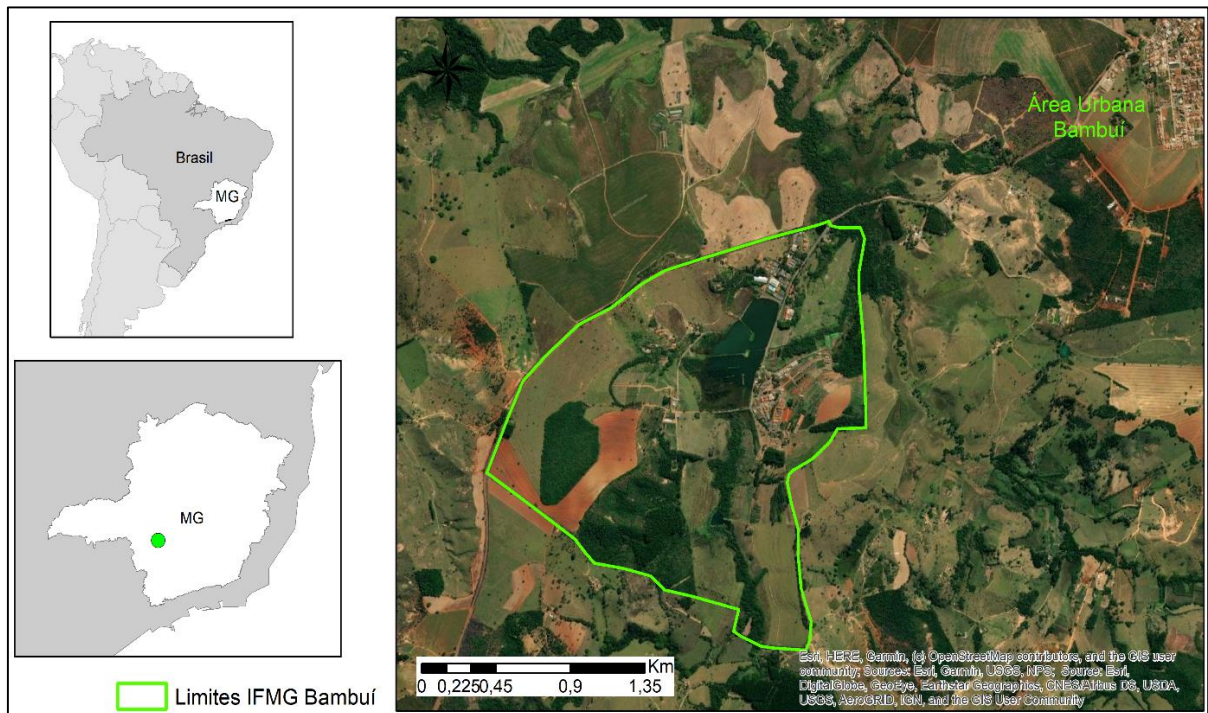 Brasil
MG
MG
Limites IFMG Bambuí
Área Urbana
Bambuí
Km
0 0,225 0,45 0,9 1,35
Esri, HERE, Garmin, (c) OpenStreetMap contributors, and the GIS user
community; Sources: Esri, Garmin, USGS, NPS; Source: Esri,
DigitalGlobe, GeoEye, Earthstar Geographics, CNES/Airbus DS, USDA,
USGS, AeroGRID, IGN, and the GIS User Community